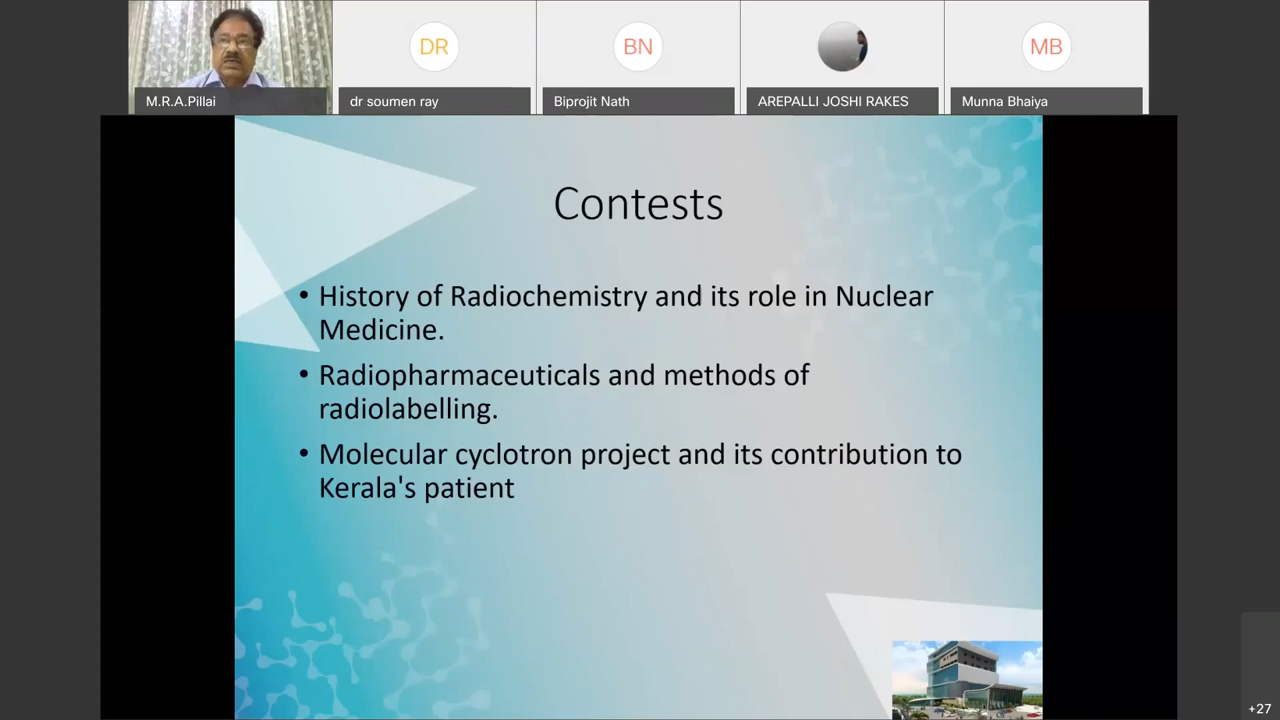 DR
BN
MB
M.R.A.Pillai
dr soumen ray
Biprojit Nath
AREPALLI JOSHI RAKES
Munna Bhaiya
Contests
• History of Radiochemistry and its role in Nuclear
Medicine.
• Radiopharmaceuticals and methods of
radiolabelling.
• Molecular cyclotron project and its contribution to
Kerala's patient
+27